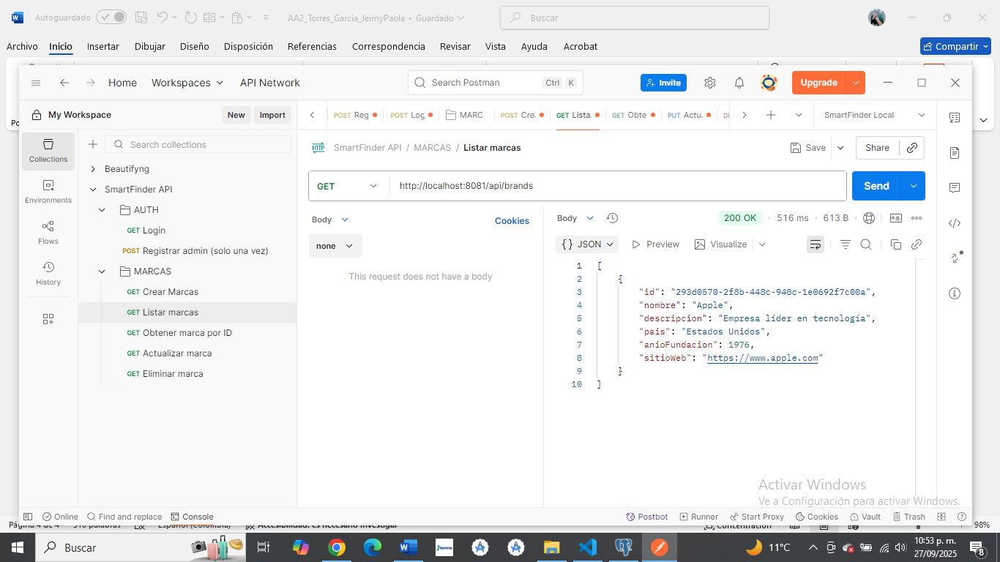 Autoguardado
AA2_Torres_Garcia_JeimyPaola • Guardado
Buscar
Archivo Inicio Insertar Dibujar Diseño Disposición Referencias Correspondencia Revisar Vista Ayuda Acrobat
Compartir
Home Workspaces API Network
Search Postman Ctrl K
Invite
Upgrade
My Workspace New Import
POST Reg
POST Log
MARC
POST Cre
GET Lista
GET Obte
PUT Actu
SmartFinder Local
Collections
Environments
Flows
History
Search collections
Beautifyng
SmartFinder API
AUTH
GET Login
POST Registrar admin (solo una vez)
MARCAS
GET Crear Marcas
GET Listar marcas
GET Obtener marca por ID
GET Actualizar marca
GET Eliminar marca
HTTP SmartFinder API / MARCAS / Listar marcas
Save Share
GET http://localhost:8081/api/brands Send
Body Cookies
none
This request does not have a body
Body 200 OK • 516 ms • 613 B e.g.
{} JSON Preview Visualize
1 [
2 {
3 "id": "293d0570-2f8b-448c-948c-1e0692f7c00a",
4 "nombre": "Apple",
5 "descripcion": "Empresa líder en tecnología",
6 "pais": "Estados Unidos",
7 "anioFundacion": 1976,
8 "sitioWeb": "https://www.apple.com"
9 }
10 ]
Activar Windows
Ve a Configuración para activar Windows.
Online Find and replace Console Postbot Runner Start Proxy Cookies Vault Trash
Página 4 de 4 510 palabras Español (Colombia) Accesibilidad: es necesario investigar Concentración 98%
Buscar
Norma
11°C
10:53 p. m.
27/09/2025
8